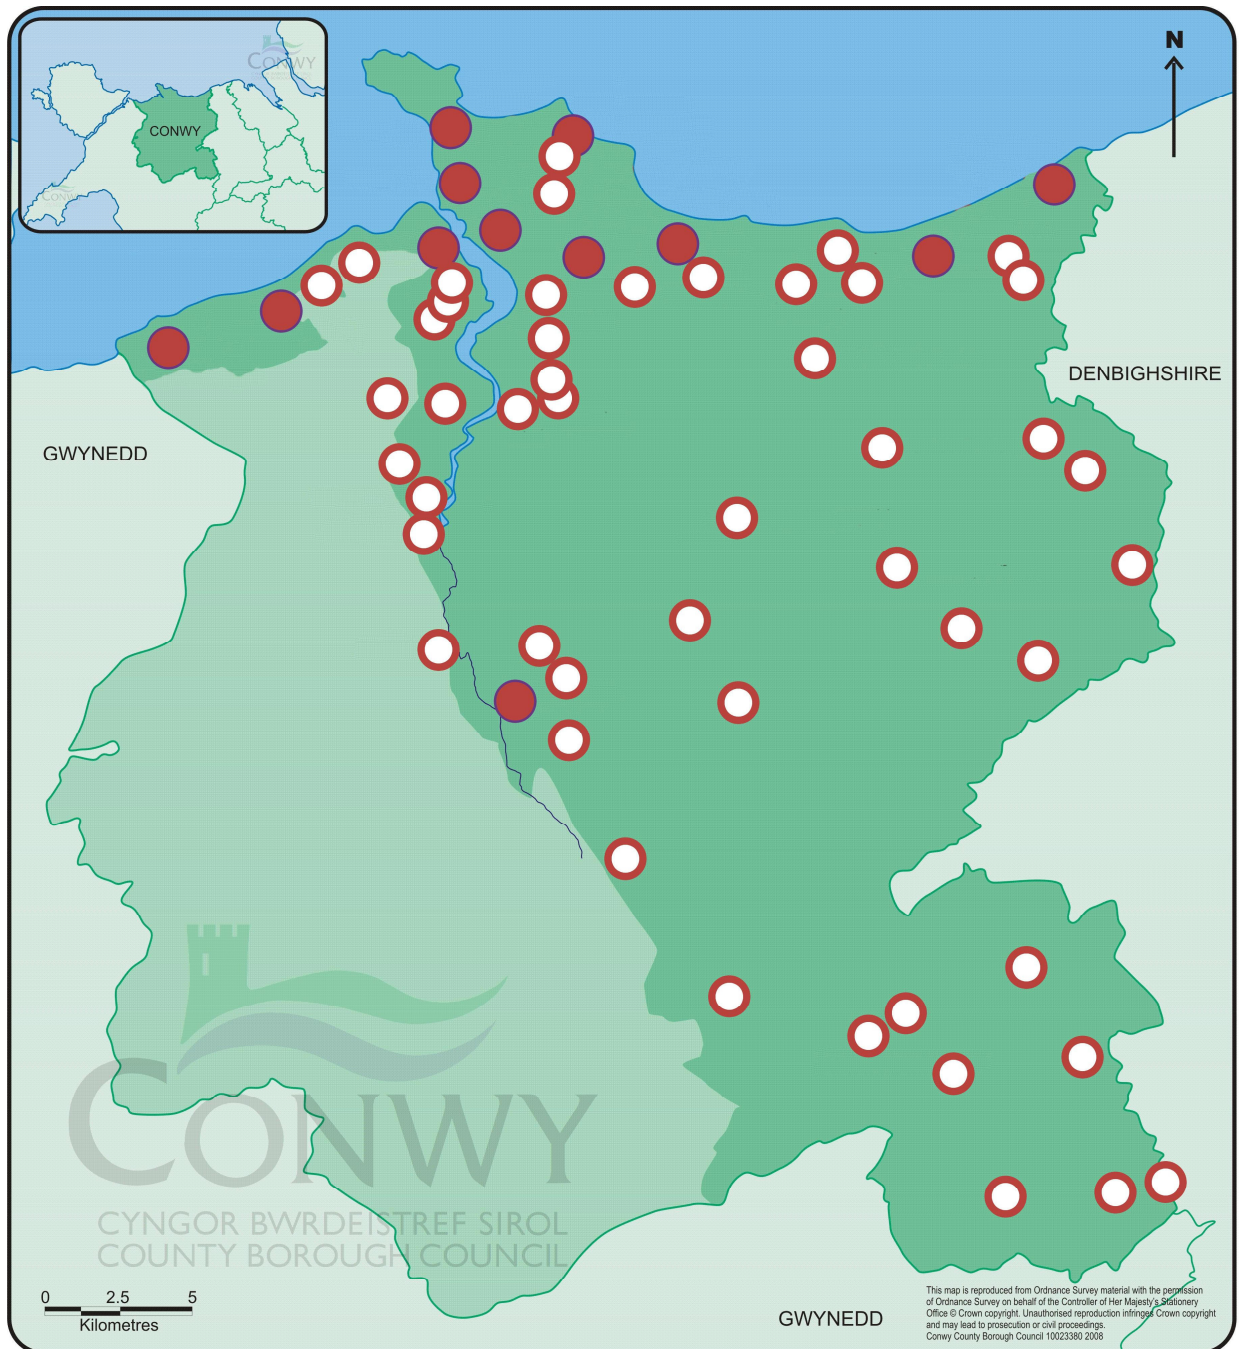 CONWY
CONWY
CONWY
N
DENBIGHSHIRE
GWYNEDD
CONWY
CYNGOR BWRDEISTREF SIROL
COUNTY BOROUGH COUNCIL
0 2.5 5
Kilometres
GWYNEDD
This map is reproduced from Ordnance Survey material with the permission
of Ordnance Survey on behalf of the Controller of Her Majesty's Stationery
Office © Crown copyright. Unauthorised reproduction infringes Crown copyright
and may lead to prosecution or civil proceedings.
Conwy County Borough Council 10023380 2008